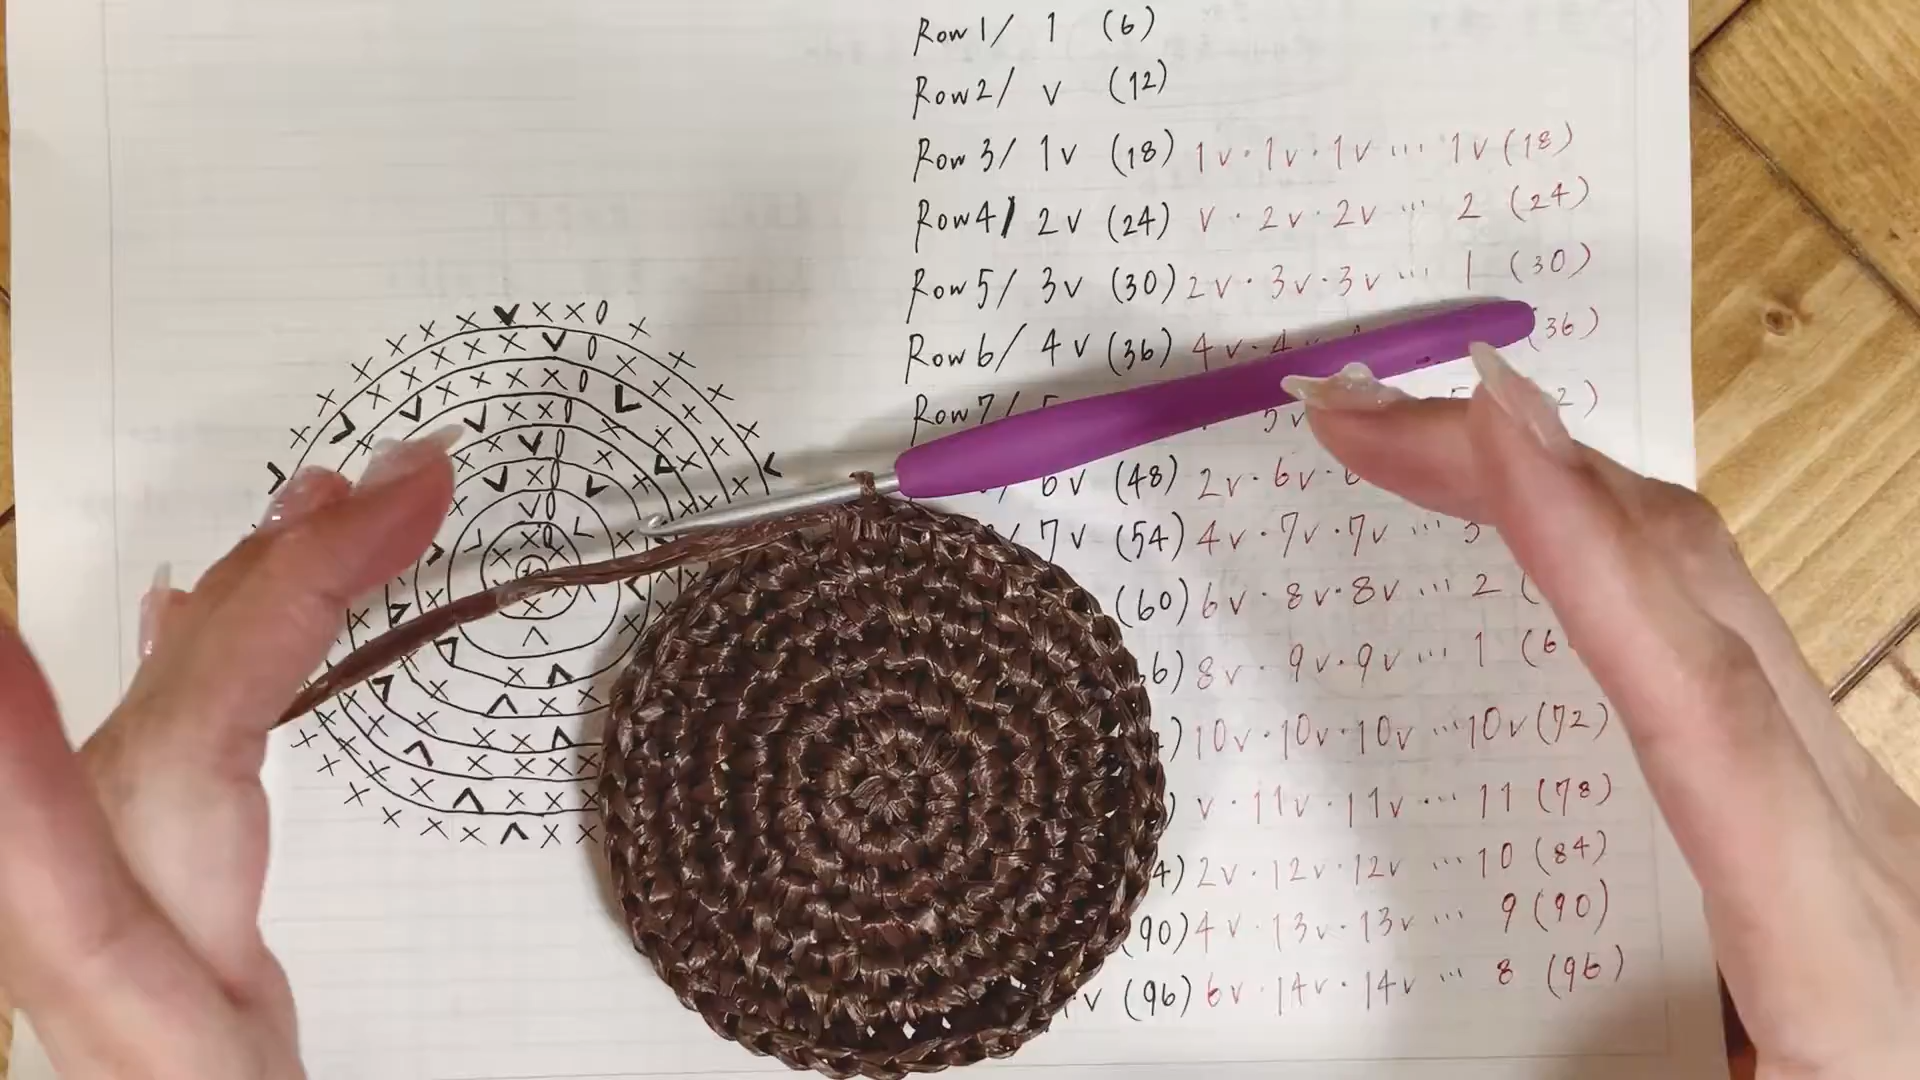 Row1/ 1 (6)
Row2/ v (12)
Row3/ 1v (18) 1v・1v・1v … 1v (18)
Row4/ 2v (24) v・2v・2v … 2 (24)
Row5/ 3v (30) 2v・3v・3v … 1 (30)
Row6/ 4v (36) 4v・4v (36)
Row7/ 5v
6v (48) 2v・6v
7v (54) 4v・7v・7v …
(60) 6v・8v・8v … 2
8v・9v・9v … 1
10v・10v・10v … 10v (72)
v・11v・11v … 11 (78)
2v・12v・12v … 10 (84)
(90) 4v・13v・13v … 9 (90)
(96) 6v・14v・14v … 8 (96)